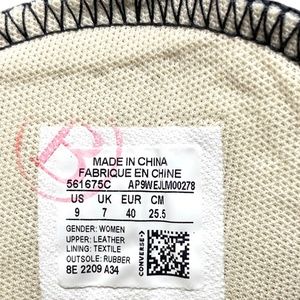 MADE IN CHINA
FABRIQUE EN CHINE
561675C AP9WEJLM00278
US UK EUR CM
9 7 40 25.5
GENDER: WOMEN
UPPER: LEATHER
LINING: TEXTILE
OUTSOLE: RUBBER
8E 2209 A34
CONVERSE
B